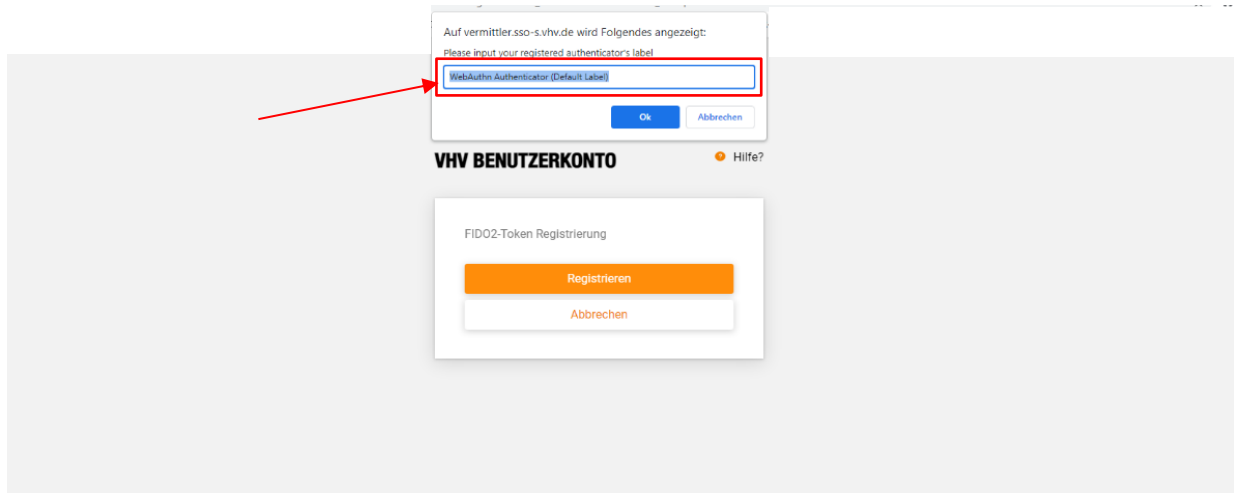 Auf vermittler.sso-s.vhv.de wird Folgendes angezeigt:
Please input your registered authenticator's label
WebAuthn Authenticator (Default Label)
Ok
Abbrechen
VHV BENUTZERKONTO
Hilfe?
FIDO2-Token Registrierung
Registrieren
Abbrechen